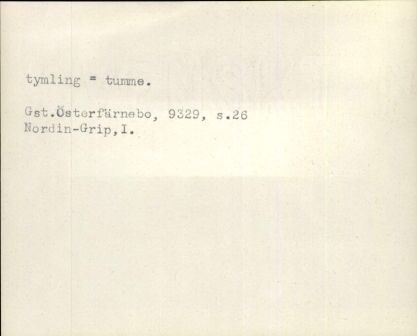 tymling = tumme.
Gst.Österfärnebo, 9329, s.26
Nordin-Grip,I.